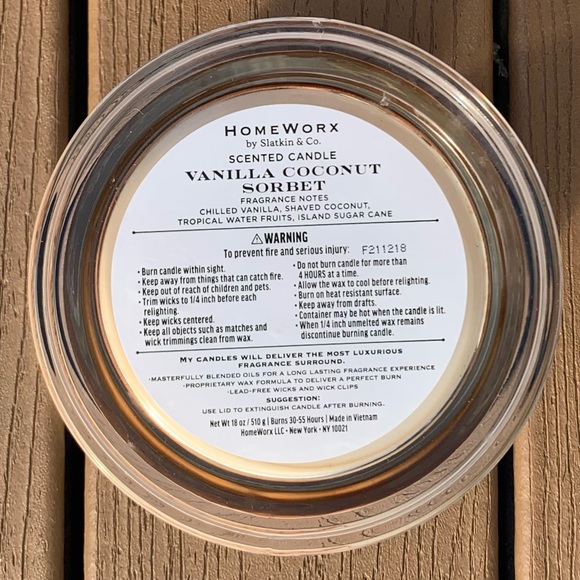 HOMEWORX
by Slatkin & Co.
SCENTED CANDLE
VANILLA COCONUT
SORBET
FRAGRANCE NOTES
CHILLED VANILLA, SHAVED COCONUT,
TROPICAL WATER FRUITS, ISLAND SUGAR CANE
⚠WARNING
To prevent fire and serious injury: F211218
• Burn candle within sight.
• Keep away from things that can catch fire.
• Keep out of reach of children and pets.
• Trim wicks to 1/4 inch before each
relighting.
• Keep wicks centered.
• Keep all objects such as matches and
wick trimmings clean from wax.
• Do not burn candle for more than
4 HOURS at a time.
• Allow the wax to cool before relighting.
• Burn on heat resistant surface.
• Keep away from drafts.
• Container may be hot when the candle is lit.
• When 1/4 inch unmelted wax remains
discontinue burning candle.
MY CANDLES WILL DELIVER THE MOST LUXURIOUS
FRAGRANCE SURROUND.
-MASTERFULLY BLENDED OILS FOR A LONG LASTING FRAGRANCE EXPERIENCE
-PROPRIETARY WAX FORMULA TO DELIVER A PERFECT BURN
-LEAD-FREE WICKS AND WICK CLIPS
SUGGESTION:
USE LID TO EXTINGUISH CANDLE AFTER BURNING.
Net Wt 18 oz / 510 g | Burns 30-55 Hours | Made in Vietnam
HomeWorx LLC • New York • NY 10021